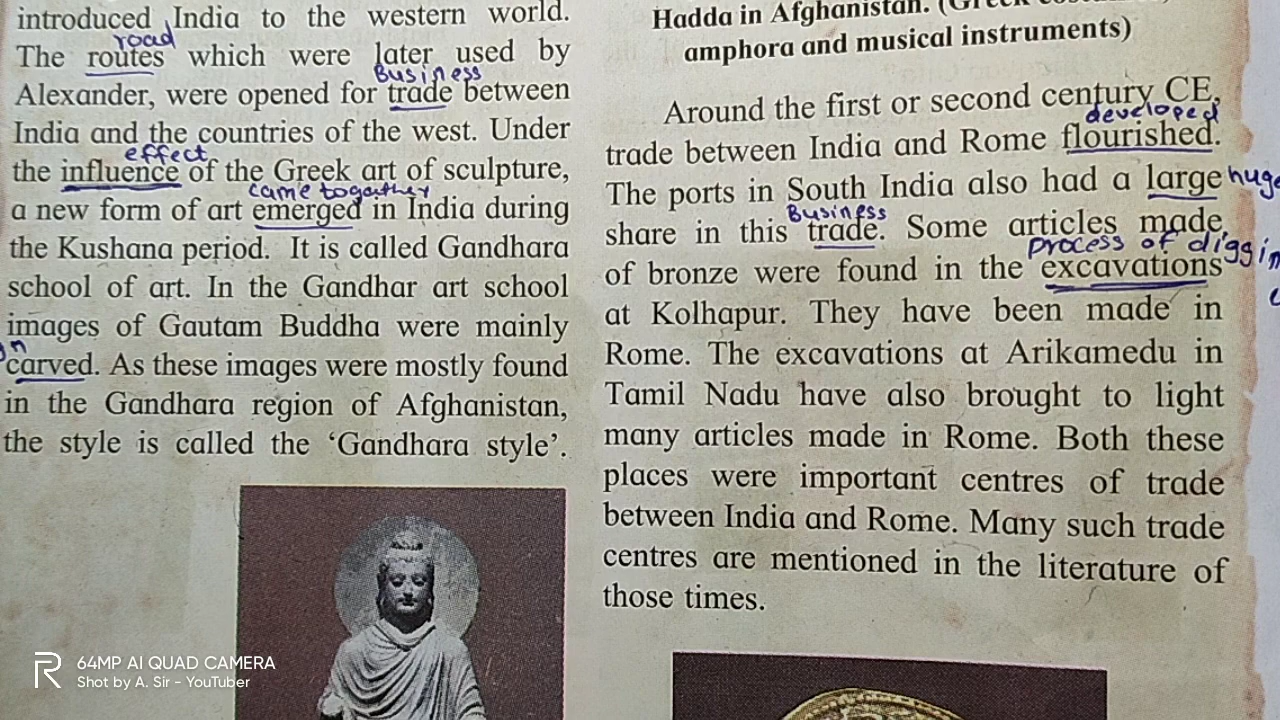 introduced India to the western world.
road
The routes which were later used by
Business
Alexander, were opened for trade between
India and the countries of the west. Under
effect
the influence of the Greek art of sculpture,
came togather
a new form of art emerged in India during
the Kushana period. It is called Gandhara
school of art. In the Gandhar art school
images of Gautam Buddha were mainly
carved. As these images were mostly found
in the Gandhara region of Afghanistan,
the style is called the ‘Gandhara style’.
Hadda in Afghanistan. (Greek
amphora and musical instruments)
Around the first or second century CE,
developed
trade between India and Rome flourished.
The ports in South India also had a large huge
Business
share in this trade. Some articles made
process of diggin
of bronze were found in the excavations
at Kolhapur. They have been made in
Rome. The excavations at Arikamedu in
Tamil Nadu have also brought to light
many articles made in Rome. Both these
places were important centres of trade
between India and Rome. Many such trade
centres are mentioned in the literature of
those times.
64MP AI QUAD CAMERA
Shot by A. Sir - YouTuber